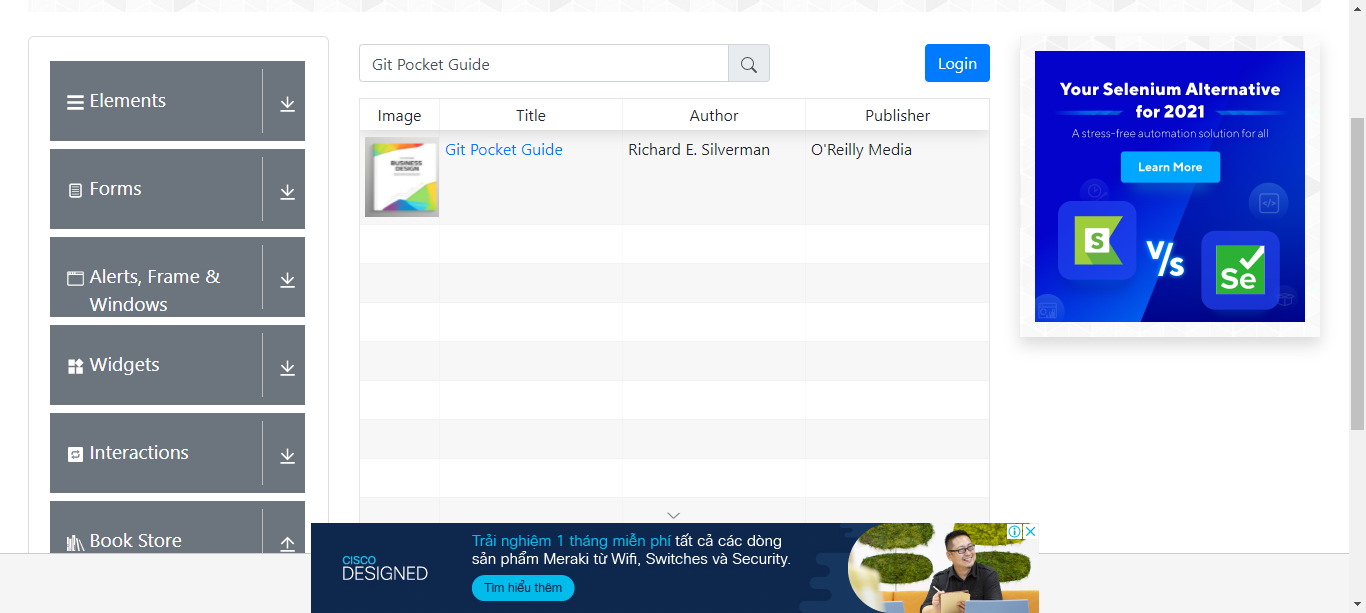 Elements
Forms
Alerts, Frame &
Windows
Widgets
Interactions
Book Store
Git Pocket Guide
Login
Image Title Author Publisher
BUSINESS
DESIGN
Git Pocket Guide Richard E. Silverman O'Reilly Media
Your Selenium Alternative
for 2021
A stress-free automation solution for all
Learn More
S
V/s
Se
CISCO
DESIGNED
Trải nghiệm 1 tháng miễn phí tất cả các dòng
sản phẩm Meraki từ Wifi, Switches và Security.
Tìm hiểu thêm